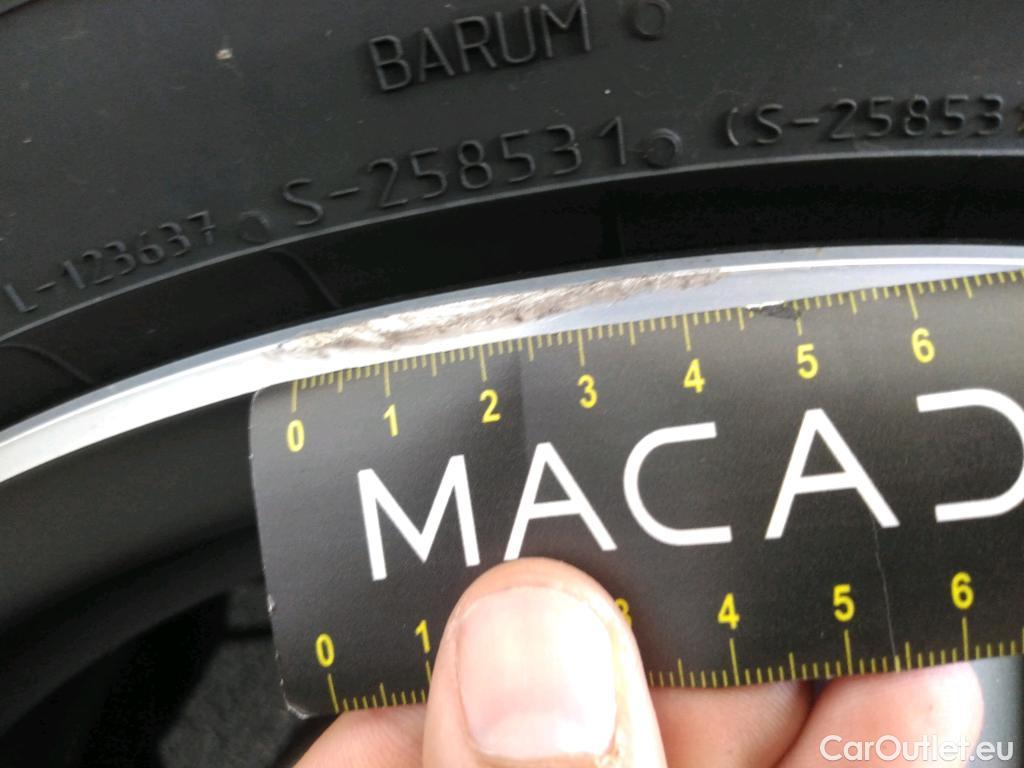 BARUM
L-123637 S-258531 (S-25853
0 1 2 3 4 5 6
MACAD
0 1 4 5 6
CarOutlet.eu